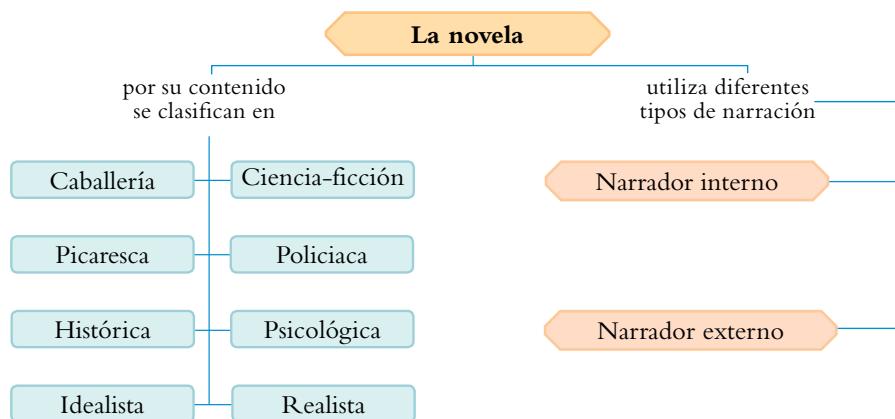 La novela
por su contenido
se clasifican en
utiliza diferentes
tipos de narración
Caballería
Ciencia-ficción
Picaresca
Policiaca
Histórica
Psicológica
Idealista
Realista
Narrador interno
Narrador externo